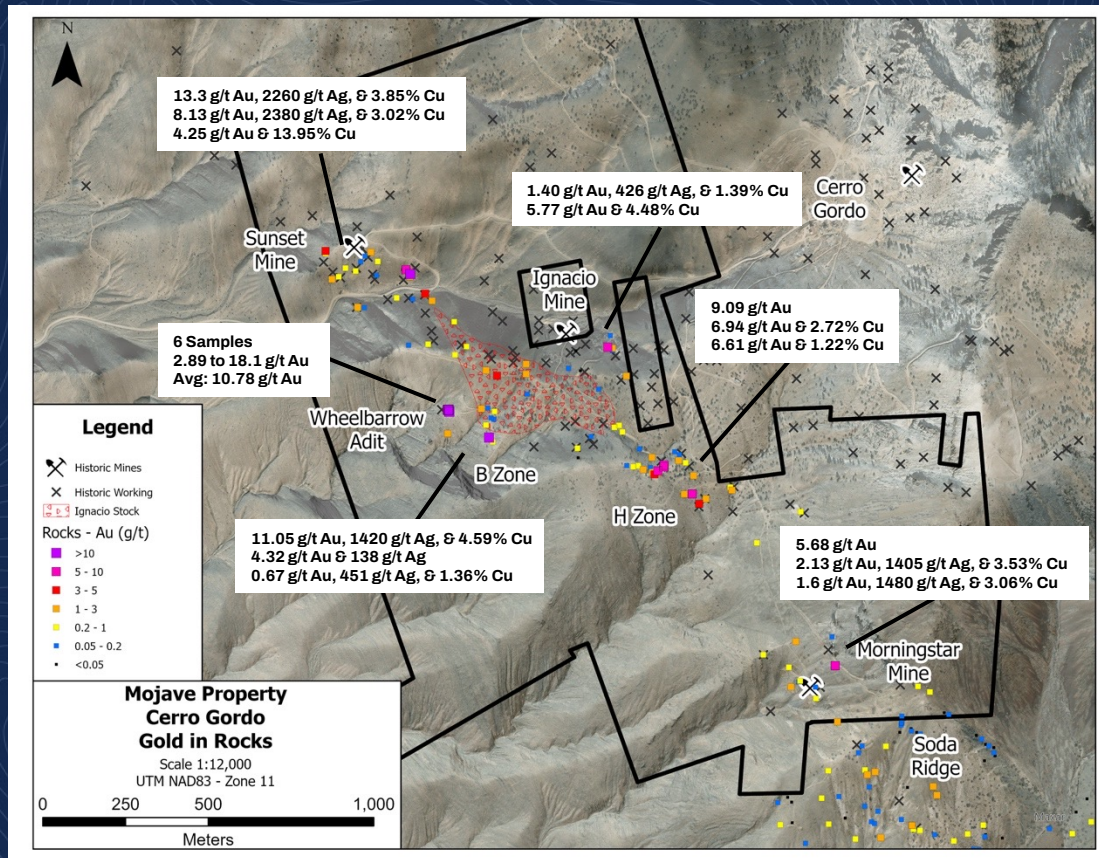 N
13.3 g/t Au, 2260 g/t Ag, & 3.85% Cu
8.13 g/t Au, 2380 g/t Ag, & 3.02% Cu
4.25 g/t Au & 13.95% Cu
1.40 g/t Au, 426 g/t Ag, & 1.39% Cu
5.77 g/t Au & 4.48% Cu
Cerro
Gordo
Sunset
Mine
Ignacio
Mine
9.09 g/t Au
6.94 g/t Au & 2.72% Cu
6.61 g/t Au & 1.22% Cu
6 Samples
2.89 to 18.1 g/t Au
Avg: 10.78 g/t Au
Wheelbarrow
Adit
B Zone
H Zone
11.05 g/t Au, 1420 g/t Ag, & 4.59% Cu
4.32 g/t Au & 138 g/t Ag
0.67 g/t Au, 451 g/t Ag, & 1.36% Cu
5.68 g/t Au
2.13 g/t Au, 1405 g/t Ag, & 3.53% Cu
1.6 g/t Au, 1480 g/t Ag, & 3.06% Cu
Morningstar
Mine
Soda
Ridge
Legend
Historic Mines
Historic Working
Ignacio Stock
Rocks - Au (g/t)
>10
5 - 10
3 - 5
1 - 3
0.2 - 1
0.05 - 0.2
<0.05
Mojave Property
Cerro Gordo
Gold in Rocks
Scale 1:12,000
UTM NAD83 - Zone 11
0 250 500 1,000
Meters